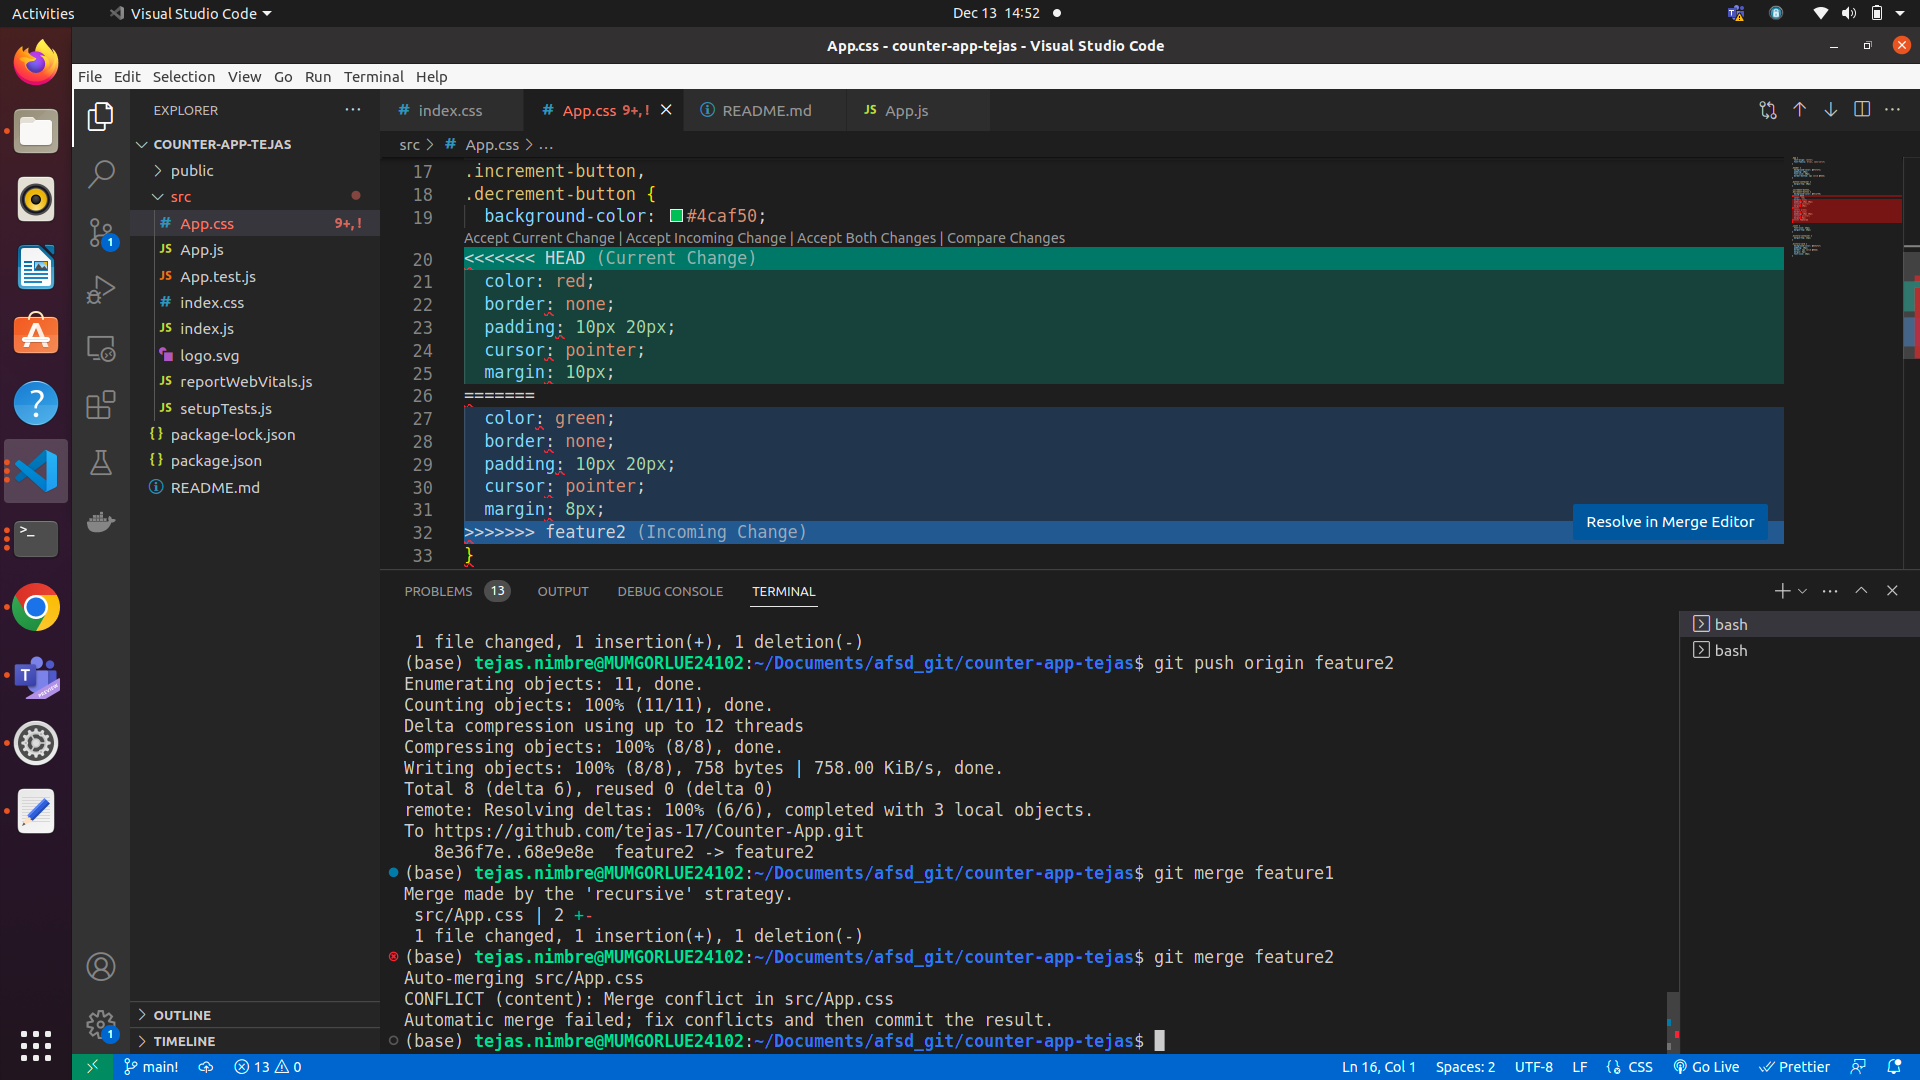 Activities
Visual Studio Code
Dec 13 14:52
App.css - counter-app-tejas - Visual Studio Code
File Edit Selection View Go Run Terminal Help
EXPLORER
COUNTER-APP-TEJAS
public
src
# App.css 9+, !
JS App.js
JS App.test.js
# index.css
JS index.js
logo.svg
JS reportWebVitals.js
JS setupTests.js
{} package-lock.json
{} package.json
README.md
OUTLINE
TIMELINE
1
1
# index.css
# App.css 9+, !
README.md
JS App.js
src > # App.css > ...
17 .increment-button,
18 .decrement-button {
19 background-color: #4caf50;
Accept Current Change | Accept Incoming Change | Accept Both Changes | Compare Changes
20 <<<<<<< HEAD (Current Change)
21 color: red;
22 border: none;
23 padding: 10px 20px;
24 cursor: pointer;
25 margin: 10px;
26 =======
27 color: green;
28 border: none;
29 padding: 10px 20px;
30 cursor: pointer;
31 margin: 8px;
32 >>>>>>> feature2 (Incoming Change)
33 }
Resolve in Merge Editor
PROBLEMS 13 OUTPUT DEBUG CONSOLE TERMINAL
1 file changed, 1 insertion(+), 1 deletion(-)
(base) tejas.nimbre@MUMGORLUE24102:~/Documents/afsd_git/counter-app-tejas$ git push origin feature2
Enumerating objects: 11, done.
Counting objects: 100% (11/11), done.
Delta compression using up to 12 threads
Compressing objects: 100% (8/8), done.
Writing objects: 100% (8/8), 758 bytes | 758.00 KiB/s, done.
Total 8 (delta 6), reused 0 (delta 0)
remote: Resolving deltas: 100% (6/6), completed with 3 local objects.
To https://github.com/tejas-17/Counter-App.git
8e36f7e..68e9e8e feature2 -> feature2
(base) tejas.nimbre@MUMGORLUE24102:~/Documents/afsd_git/counter-app-tejas$ git merge feature1
Merge made by the 'recursive' strategy.
src/App.css | 2 +-
1 file changed, 1 insertion(+), 1 deletion(-)
(base) tejas.nimbre@MUMGORLUE24102:~/Documents/afsd_git/counter-app-tejas$ git merge feature2
Auto-merging src/App.css
CONFLICT (content): Merge conflict in src/App.css
Automatic merge failed; fix conflicts and then commit the result.
(base) tejas.nimbre@MUMGORLUE24102:~/Documents/afsd_git/counter-app-tejas$
bash
bash
main! 13 0
Ln 16, Col 1 Spaces: 2 UTF-8 LF {} CSS Go Live Prettier